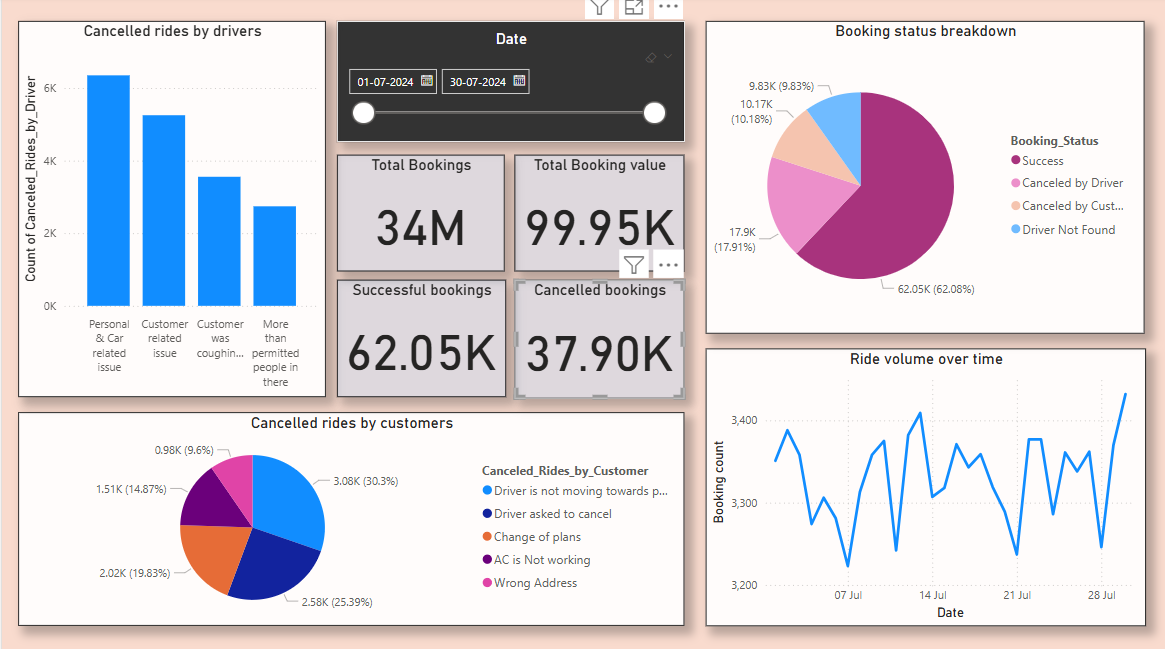 Cancelled rides by drivers
Count of Canceled_Rides_by_Driver
6K
4K
2K
0K
Personal
& Car
related
issue
Customer
related
issue
Customer
was
coughin...
More
than
permitted
people in
there
Date
01-07-2024
30-07-2024
Total Bookings
34M
Total Booking value
99.95K
Successful bookings
62.05K
Cancelled bookings
37.90K
Booking status breakdown
9.83K (9.83%)
10.17K
(10.18%)
17.9K
(17.91%)
62.05K (62.08%)
Booking_Status
Success
Canceled by Driver
Canceled by Cust...
Driver Not Found
Cancelled rides by customers
0.98K (9.6%)
1.51K (14.87%)
2.02K (19.83%)
3.08K (30.3%)
2.58K (25.39%)
Canceled_Rides_by_Customer
Driver is not moving towards p...
Driver asked to cancel
Change of plans
AC is Not working
Wrong Address
Ride volume over time
Booking count
3,400
3,300
3,200
07 Jul
14 Jul
21 Jul
28 Jul
Date